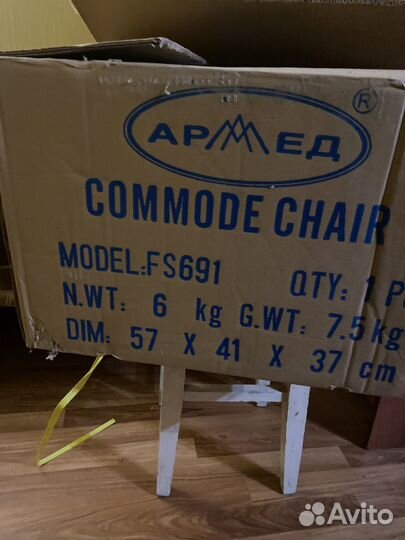 АРМЕД ®
COMMODE CHAIR
MODEL:FS691 QTY: 1
N.WT: 6 kg G.WT: 7.5 kg
DIM: 57 X 41 X 37 cm
Avito